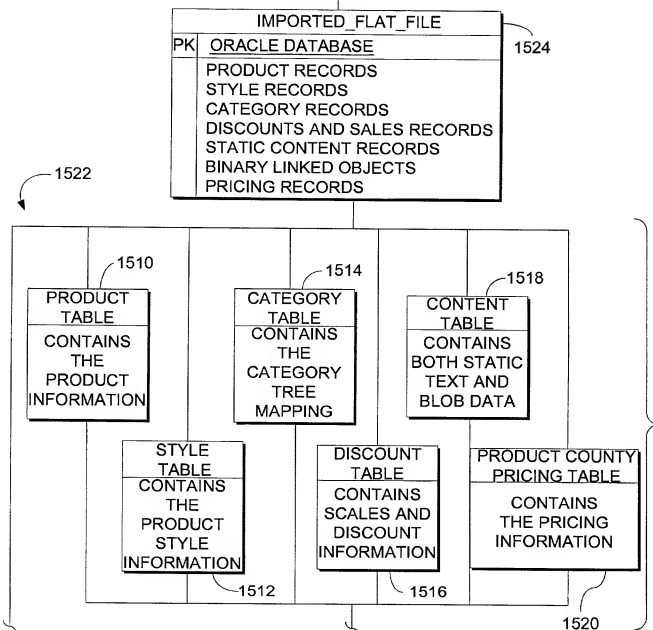 IMPORTED_FLAT_FILE
1524
PK ORACLE DATABASE
PRODUCT RECORDS
STYLE RECORDS
CATEGORY RECORDS
DISCOUNTS AND SALES RECORDS
STATIC CONTENT RECORDS
BINARY LINKED OBJECTS
PRICING RECORDS
1522
1510
PRODUCT
TABLE
CONTAINS
THE
PRODUCT
INFORMATION
1514
CATEGORY
TABLE
CONTAINS
THE
CATEGORY
TREE
MAPPING
1518
CONTENT
TABLE
CONTAINS
BOTH STATIC
TEXT AND
BLOB DATA
STYLE
TABLE
CONTAINS
THE
PRODUCT
STYLE
INFORMATION
1512
DISCOUNT
TABLE
CONTAINS
SCALES AND
DISCOUNT
INFORMATION
1516
PRODUCT COUNTY
PRICING TABLE
CONTAINS
THE PRICING
INFORMATION
1520